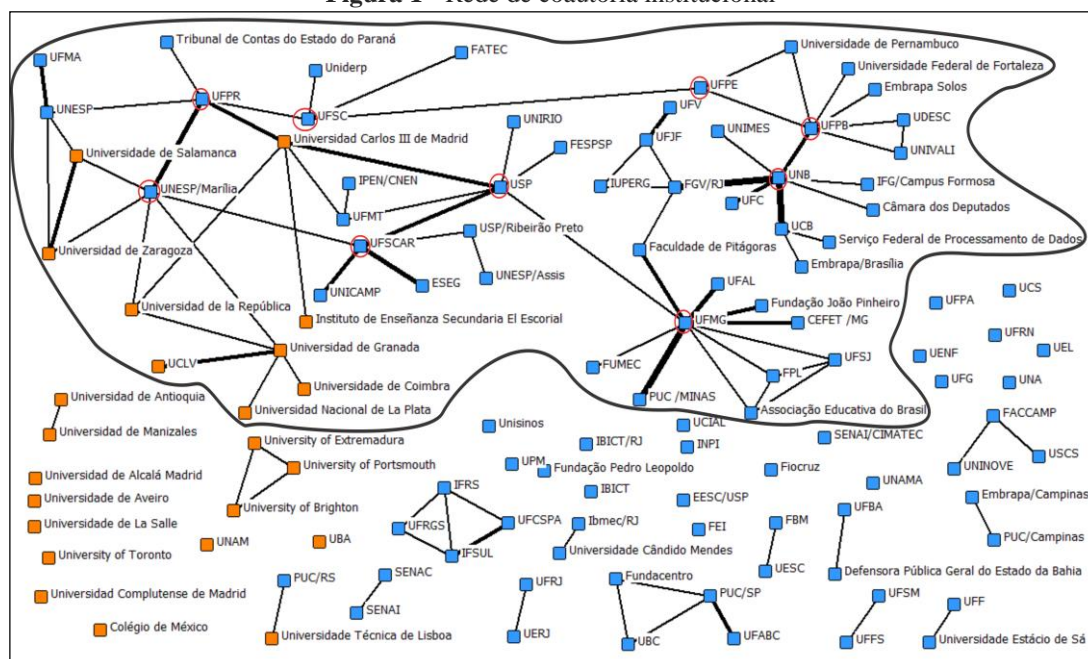 Figura 1 - Rede de coautoria institucional
Tribunal de Contas do Estado do Paraná
FATEC
UFMA
Uniderp
Universidade de Pernambuco
Universidade Federal de Fortaleza
UFPE
Embrapa Solos
UNESP
UFPR
UFSC
UFV
UNIRIO
UNIMES
UFPB
UDESC
Universidad Carlos III de Madrid
UFJF
FESPSP
UNIVALI
Universidade de Salamanca
UNESP/Marília
IPEN/CNEN
USP
IUPERG
FGV/RJ
UNB
IFG/Campus Formosa
UFC
Câmara dos Deputados
UFMT
USP/Ribeirão Preto
UCB
Serviço Federal de Processamento de Dados
Universidad de Zaragoza
UFSCAR
Faculdade de Pitágoras
Embrapa/Brasília
UNESP/Assis
UNICAMP
ESEG
UFAL
Universidad de la República
Fundação João Pinheiro
UFPA
UCS
Instituto de Enseñanza Secundaria El Escorial
UFMG
CEFET /MG
UFRN
Universidad de Granada
UCLV
FUMEC
UFSJ
UENF
UEL
FPL
UFG
UNA
Universidade de Coimbra
PUC /MINAS
Universidad de Antioquia
Universidad Nacional de La Plata
Associação Educativa do Brasil
FACCAMP
Universidad de Manizales
Unisinos
UCIAL
University of Extremadura
IBICT/RJ
INPI
SENAI/CIMATEC
USCS
University of Portsmouth
UPM
Fundação Pedro Leopoldo
Fiocruz
UNINOVE
Universidad de Alcalá Madrid
UNAMA
Universidade de Aveiro
IFRS
IBICT
EESC/USP
Embrapa/Campinas
University of Brighton
UFBA
Universidade de La Salle
UFRGS
UFCSPA
Ibmec/RJ
FEI
FBM
UNAM
UBA
PUC/Campinas
University of Toronto
IFSUL
Universidade Cândido Mendes
UESC
Defensora Pública Geral do Estado da Bahia
PUC/RS
SENAC
UFRJ
Fundacentro
Universidad Complutense de Madrid
PUC/SP
UFSM
UFF
SENAI
Colégio de México
Universidade Técnica de Lisboa
UERJ
UBC
UFABC
UFFS
Universidade Estácio de Sá